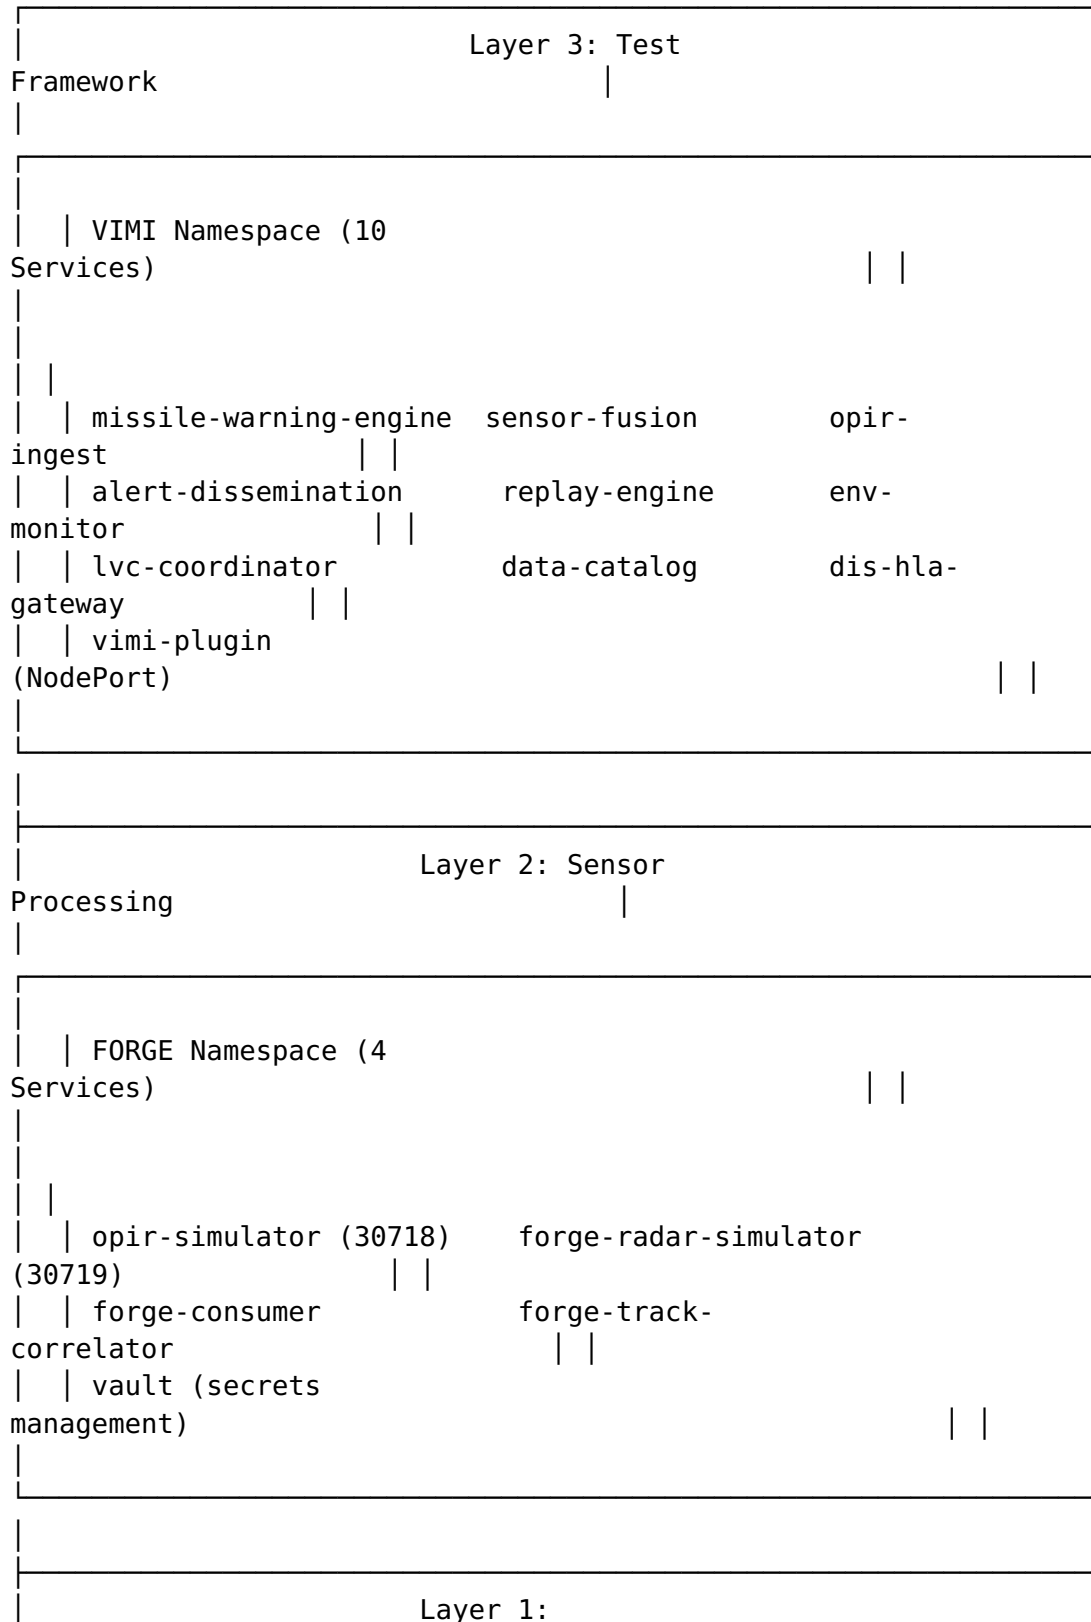 ┌──────────────────────────────────────────────────────────────────
│                           Layer 3: Test
Framework                           │
│
┌──────────────────────────────────────────────────────────────────
│
│  │ VIMI Namespace (10
Services)                                           │ │
│
│
│ │
│  │ missile-warning-engine  sensor-fusion        opir-
ingest               │ │
│  │ alert-dissemination      replay-engine       env-
monitor               │ │
│  │ lvc-coordinator          data-catalog        dis-hla-
gateway            │ │
│  │ vimi-plugin
(NodePort)                                                  │ │
│
└──────────────────────────────────────────────────────────────────
│
├──────────────────────────────────────────────────────────────────
│                        Layer 2: Sensor
Processing                           │
│
┌──────────────────────────────────────────────────────────────────
│
│  │ FORGE Namespace (4
Services)                                           │ │
│
│
│ │
│  │ opir-simulator (30718)    forge-radar-simulator
(30719)                │ │
│  │ forge-consumer            forge-track-
correlator                       │ │
│  │ vault (secrets
management)                                              │ │
│
└──────────────────────────────────────────────────────────────────
│
├──────────────────────────────────────────────────────────────────
│                        Layer 1: